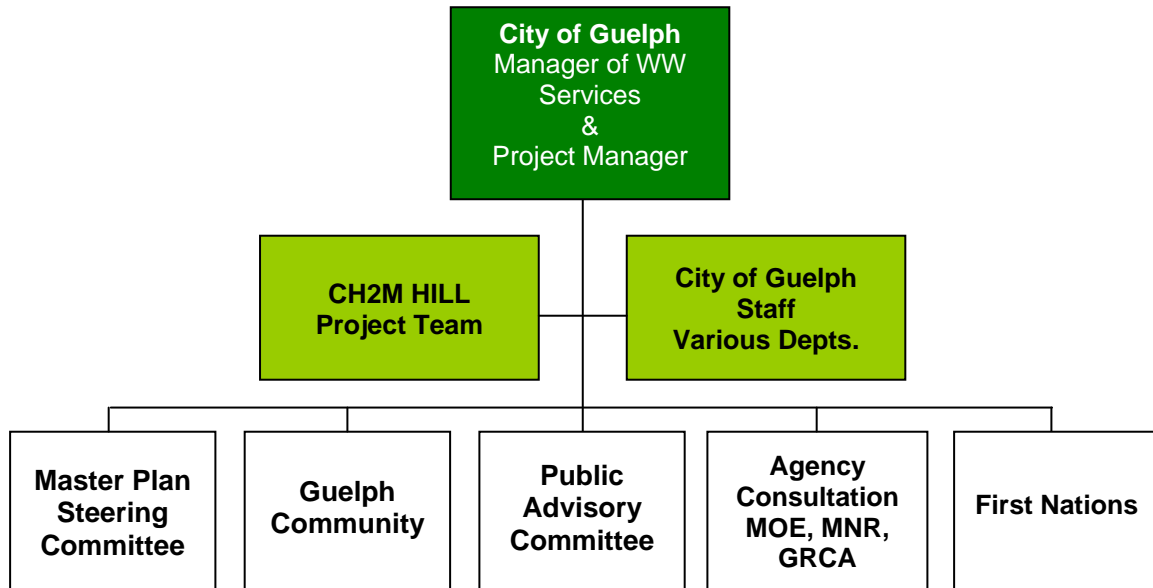 City of Guelph
Manager of WW
Services
&
Project Manager
CH2M HILL
Project Team
City of Guelph
Staff
Various Depts.
Master Plan
Steering
Committee
Guelph
Community
Public
Advisory
Committee
Agency
Consultation
MOE, MNR,
GRCA
First Nations